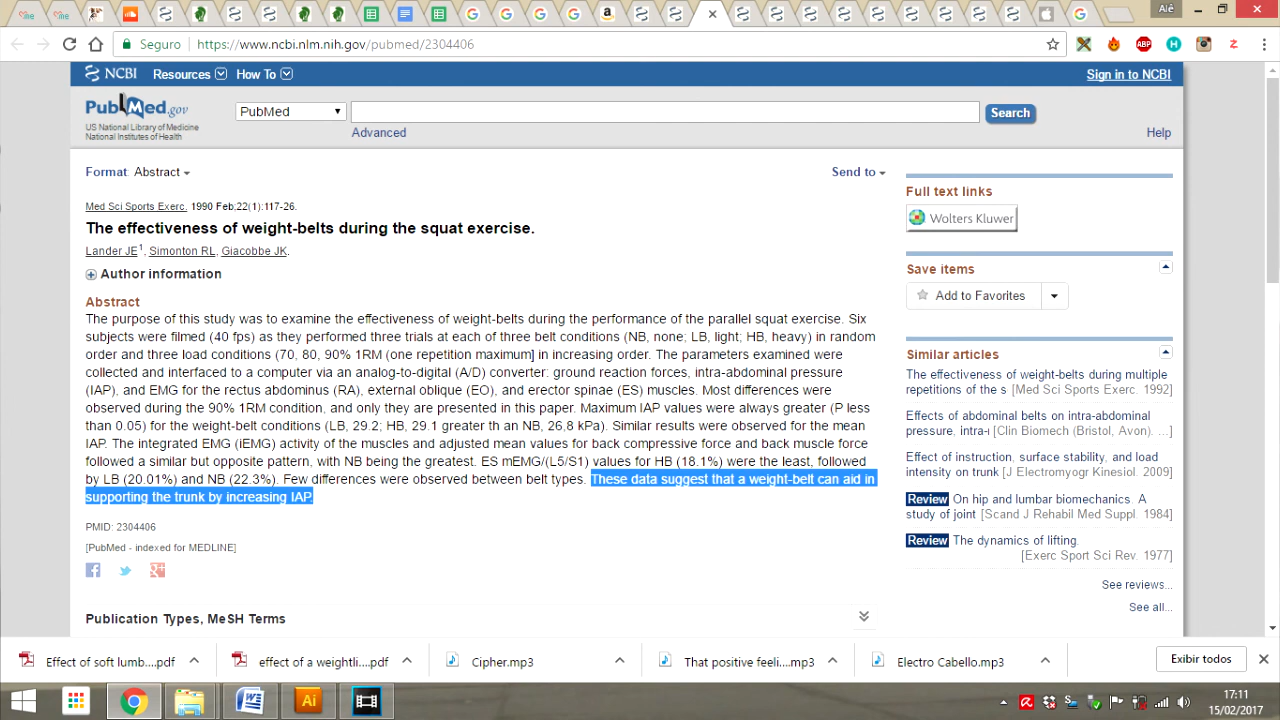 Alê
Seguro
https://www.ncbi.nlm.nih.gov/pubmed/2304406
ABP
H
Z
NCBI Resources How To Sign in to NCBI
PubMed.gov
US National Library of Medicine
National Institutes of Health
PubMed
Search
Advanced
Help
Format: Abstract
Send to
Med Sci Sports Exerc. 1990 Feb;22(1):117-26.
The effectiveness of weight-belts during the squat exercise.
Lander JE1, Simonton RL, Giacobbe JK.
Author information
Abstract
The purpose of this study was to examine the effectiveness of weight-belts during the performance of the parallel squat exercise. Six
subjects were filmed (40 fps) as they performed three trials at each of three belt conditions (NB, none; LB, light; HB, heavy) in random
order and three load conditions (70, 80, 90% 1RM (one repetition maximum] in increasing order. The parameters examined were
collected and interfaced to a computer via an analog-to-digital (A/D) converter: ground reaction forces, intra-abdominal pressure
(IAP), and EMG for the rectus abdominus (RA), external oblique (EO), and erector spinae (ES) muscles. Most differences were
observed during the 90% 1RM condition, and only they are presented in this paper. Maximum IAP values were always greater (P less
than 0.05) for the weight-belt conditions (LB, 29.2; HB, 29.1 greater th an NB, 26.8 kPa). Similar results were observed for the mean
IAP. The integrated EMG (iEMG) activity of the muscles and adjusted mean values for back compressive force and back muscle force
followed a similar but opposite pattern, with NB being the greatest. ES mEMG/(L5/S1) values for HB (18.1%) were the least, followed
by LB (20.01%) and NB (22.3%). Few differences were observed between belt types. These data suggest that a weight-belt can aid in
supporting the trunk by increasing IAP.
PMID: 2304406
[PubMed - indexed for MEDLINE]
Publication Types, MeSH Terms
Full text links
Wolters Kluwer
Save items
Add to Favorites
Similar articles
The effectiveness of weight-belts during multiple
repetitions of the s [Med Sci Sports Exerc. 1992]
Effects of abdominal belts on intra-abdominal
pressure, intra-i [Clin Biomech (Bristol, Avon). ...]
Effect of instruction, surface stability, and load
intensity on trunk [J Electromyogr Kinesiol. 2009]
Review On hip and lumbar biomechanics. A
study of joint [Scand J Rehabil Med Suppl. 1984]
Review The dynamics of lifting.
[Exerc Sport Sci Rev. 1977]
See reviews...
See all...
Effect of soft lumb....pdf
effect of a weightli....pdf
Cipher.mp3
That positive feeli....mp3
Electro Cabello.mp3
Exibir todos
Ai
17:11
15/02/2017